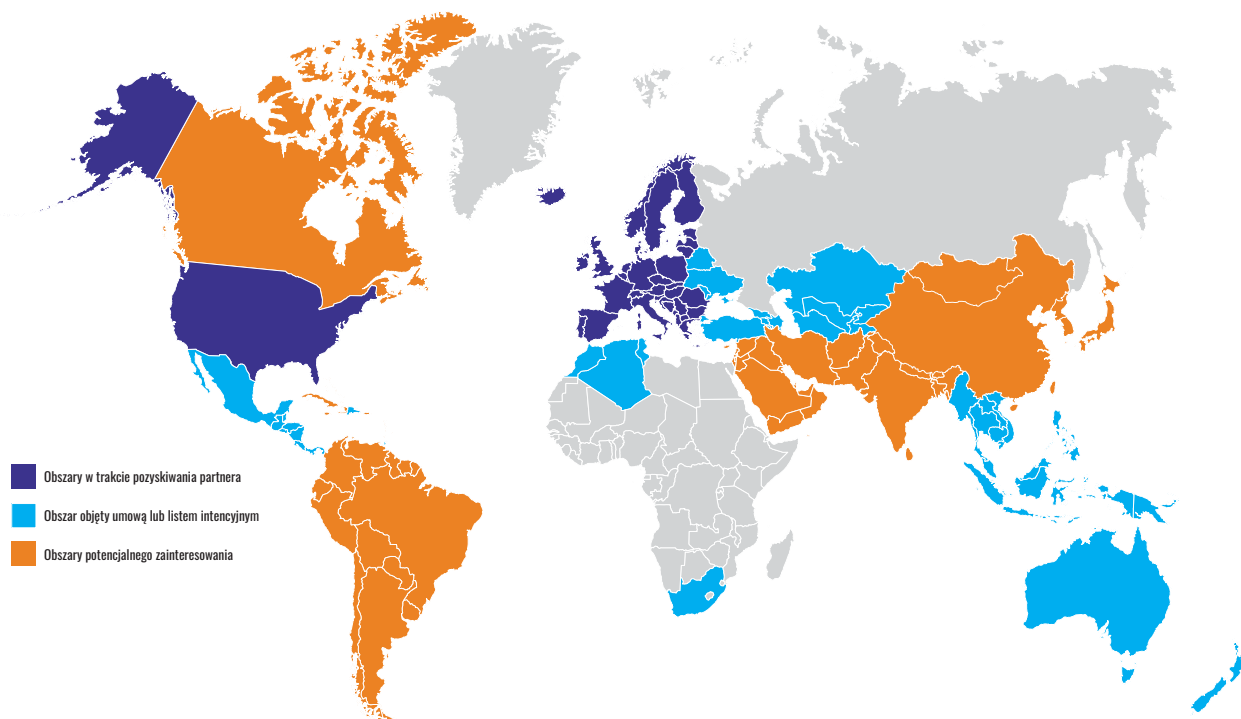 Obszary w trakcie pozyskiwania partnera
Obszar objęty umową lub listem intencyjnym
Obszary potencjalnego zainteresowania